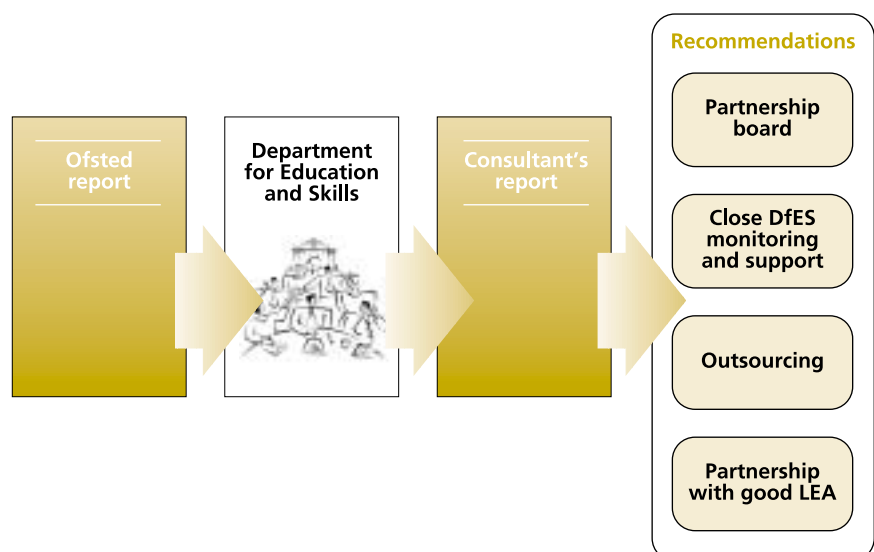 Ofsted
report
Department
for Education
and Skills
Consultant's
report
Recommendations
Partnership
board
Close DfES
monitoring
and support
Outsourcing
Partnership
with good LEA